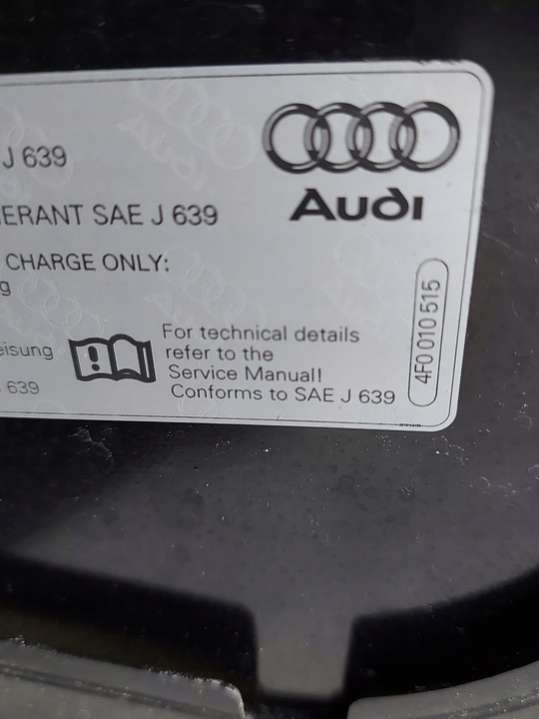 J 639
ERANT SAE J 639
CHARGE ONLY:
g
eisung
639
For technical details
refer to the
Service Manual!
Conforms to SAE J 639
Audi
4F0 010 515